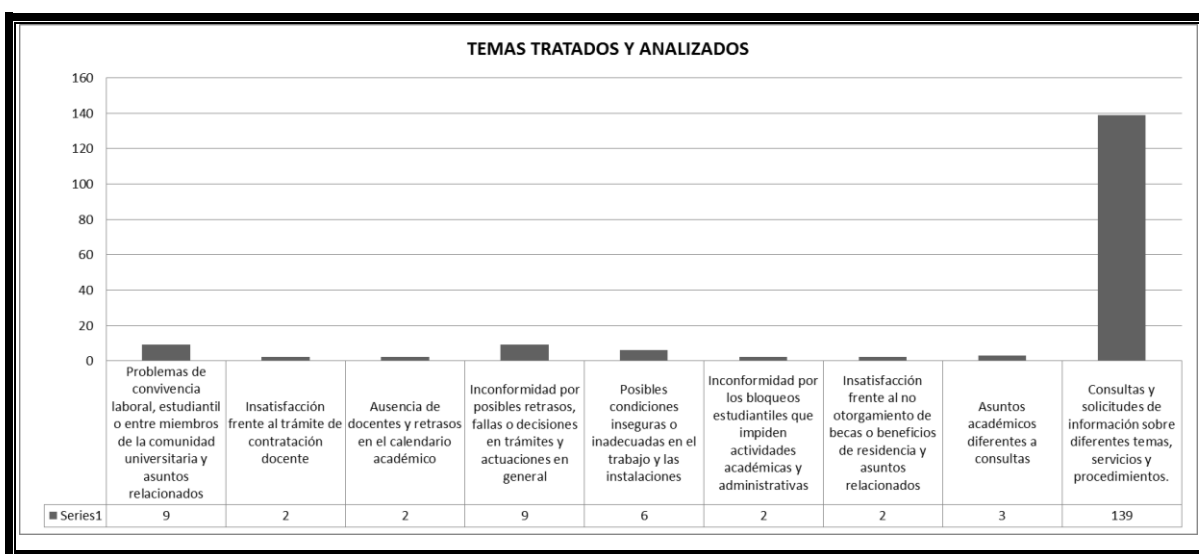 TEMAS TRATADOS Y ANALIZADOS
160
140
120
100
80
60
40
20
0
Problemas de
convivencia
laboral, estudiantil
o entre miembros
de la comunidad
universitaria y
asuntos
relacionados
Insatisfacción
frente al trámite de
contratación
docente
Ausencia de
docentes y retrasos
en el calendario
académico
Inconformidad por
posibles retrasos,
fallas o decisiones
en trámites y
actuaciones en
general
Posibles
condiciones
inseguras o
inadecuadas en el
trabajo y las
instalaciones
Inconformidad por
los bloqueos
estudiantiles que
impiden
actividades
académicas y
administrativas
Insatisfacción
frente al no
otorgamiento de
becas o beneficios
de residencia y
asuntos
relacionados
Asuntos
académicos
diferentes a
consultas
Consultas y
solicitudes de
información sobre
diferentes temas,
servicios y
procedimientos.
Series1 9 2 2 9 6 2 2 3 139